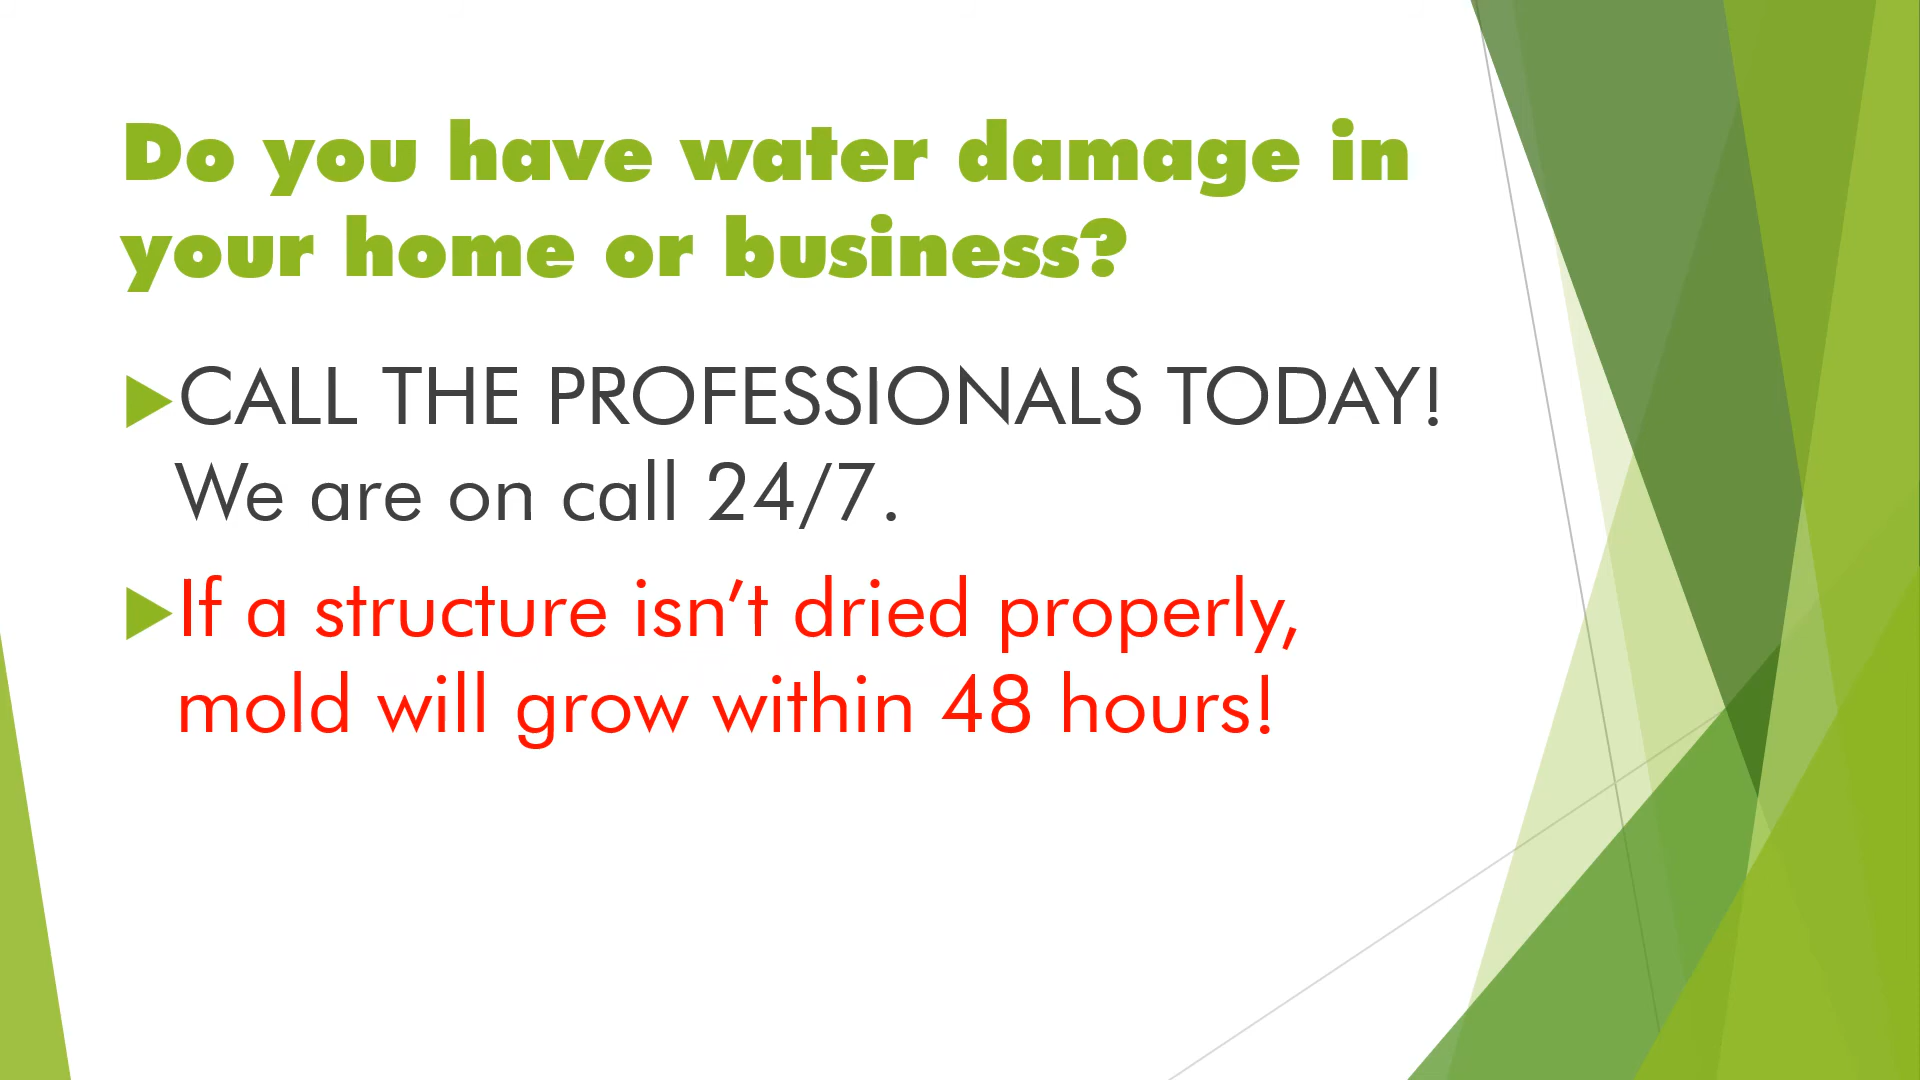 Do you have water damage in
your home or business?
CALL THE PROFESSIONALS TODAY!
We are on call 24/7.
If a structure isn’t dried properly,
mold will grow within 48 hours!